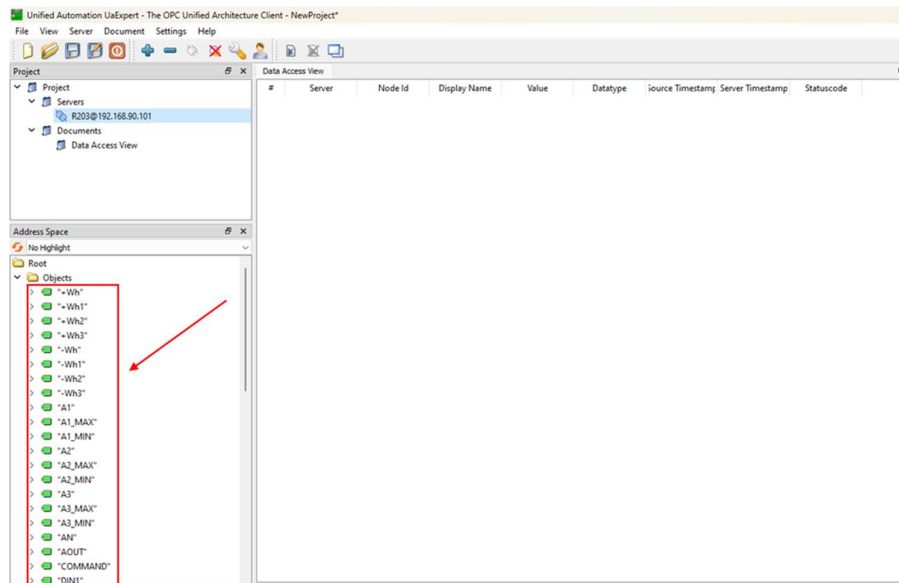 Unified Automation UaExpert - The OPC Unified Architecture Client - NewProject*
File View Server Document Settings Help
Project
Data Access View
Project
Servers
R203@192.168.90.101
Documents
Data Access View
# Server Node Id Display Name Value Datatype Source Timestamp Server Timestamp Statuscode
Address Space
No Highlight
Root
Objects
"+Wh"
"+Wh1"
"+Wh2"
"+Wh3"
"-Wh"
"-Wh1"
"-Wh2"
"-Wh3"
"A1"
"A1_MAX"
"A1_MIN"
"A2"
"A2_MAX"
"A2_MIN"
"A3"
"A3_MAX"
"A3_MIN"
"AN"
"AOUT"
"COMMAND"
"DIN1"